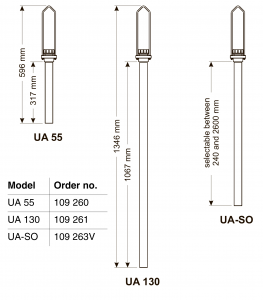 596 mm
317 mm
UA 55
1346 mm
1067 mm
UA 130
selectable between
240 and 2600 mm
UA-SO
Model Order no.
UA 55 109 260
UA 130 109 261
UA-SO 109 263V